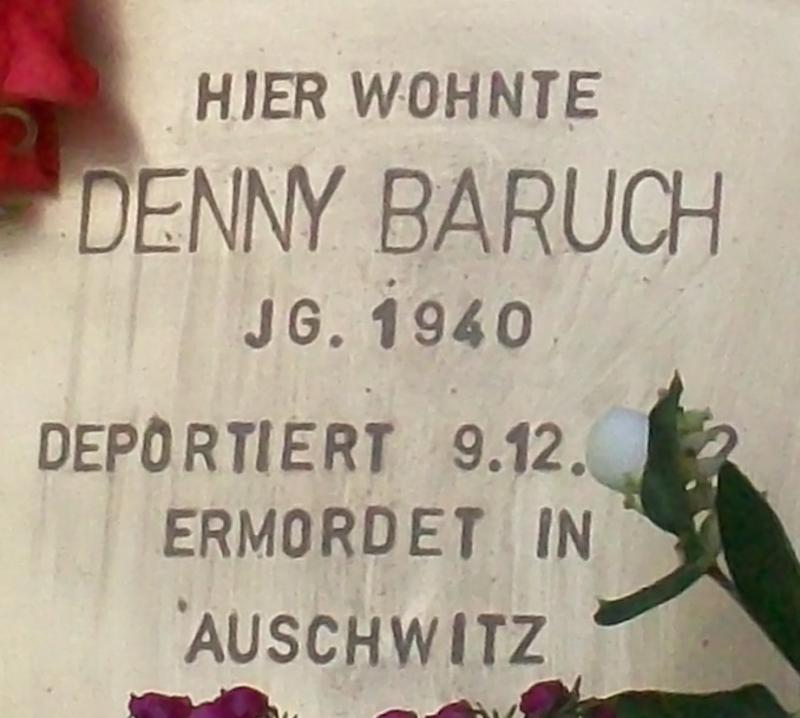 HIER WOHNTE
DENNY BARUCH
JG. 1940
DEPORTIERT 9.12.
ERMORDET IN
AUSCHWITZ